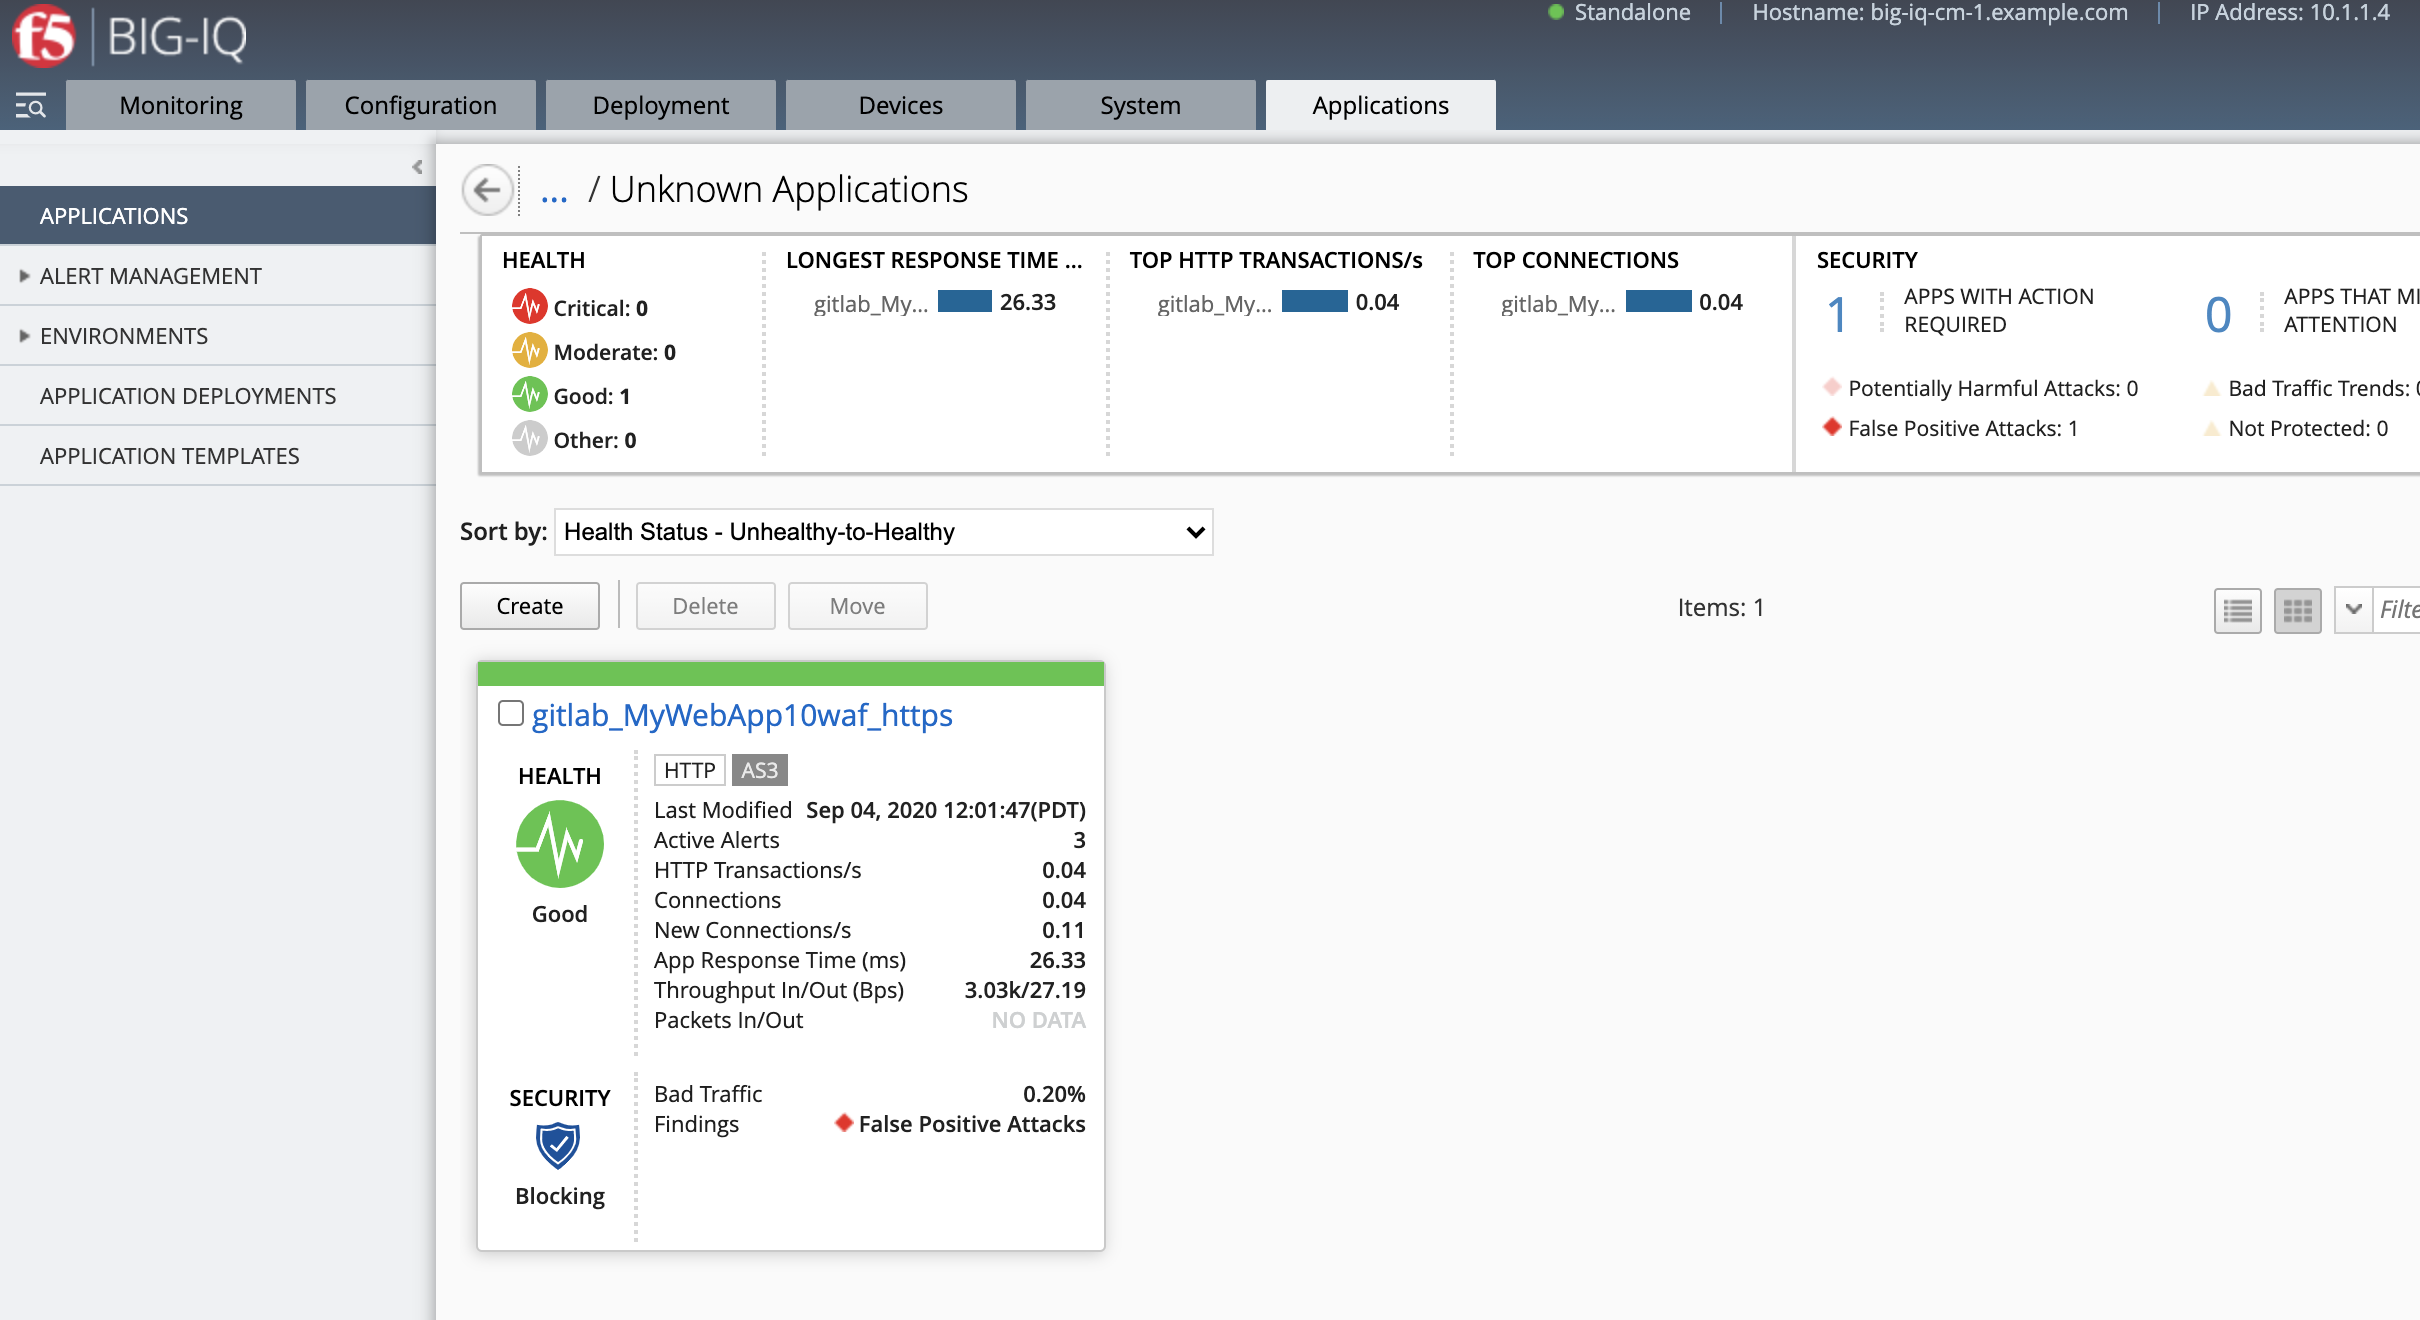 f5 BIG-IQ
Standalone | Hostname: big-iq-cm-1.example.com | IP Address: 10.1.1.4
Monitoring Configuration Deployment Devices System Applications
APPLICATIONS
ALERT MANAGEMENT
ENVIRONMENTS
APPLICATION DEPLOYMENTS
APPLICATION TEMPLATES
... / Unknown Applications
HEALTH
Critical: 0
Moderate: 0
Good: 1
Other: 0
LONGEST RESPONSE TIME ...
gitlab_My... 26.33
TOP HTTP TRANSACTIONS/s
gitlab_My... 0.04
TOP CONNECTIONS
gitlab_My... 0.04
SECURITY
1 APPS WITH ACTION
REQUIRED
Potentially Harmful Attacks: 0
False Positive Attacks: 1
0 APPS THAT MI
ATTENTION
Bad Traffic Trends: 0
Not Protected: 0
Sort by: Health Status - Unhealthy-to-Healthy
Create Delete Move Items: 1 Filte
gitlab_MyWebApp10waf_https
HEALTH
Good
HTTP AS3
Last Modified Sep 04, 2020 12:01:47(PDT)
Active Alerts 3
HTTP Transactions/s 0.04
Connections 0.04
New Connections/s 0.11
App Response Time (ms) 26.33
Throughput In/Out (Bps) 3.03k/27.19
Packets In/Out NO DATA
SECURITY
Blocking
Bad Traffic 0.20%
Findings False Positive Attacks